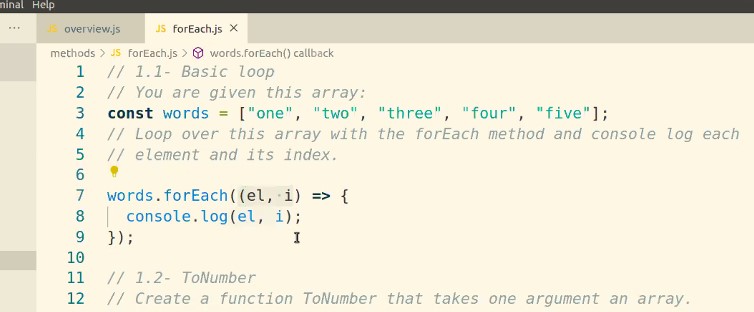 minal Help
··· JS overview.js JS forEach.js ×
methods > JS forEach.js > words.forEach() callback
1 // 1.1- Basic loop
2 // You are given this array:
3 const words = ["one", "two", "three", "four", "five"];
4 // Loop over this array with the forEach method and console log each
5 // element and its index.
6
7 words.forEach((el, i) => {
8 console.log(el, i);
9 });
10
11 // 1.2- ToNumber
12 // Create a function ToNumber that takes one argument an array.